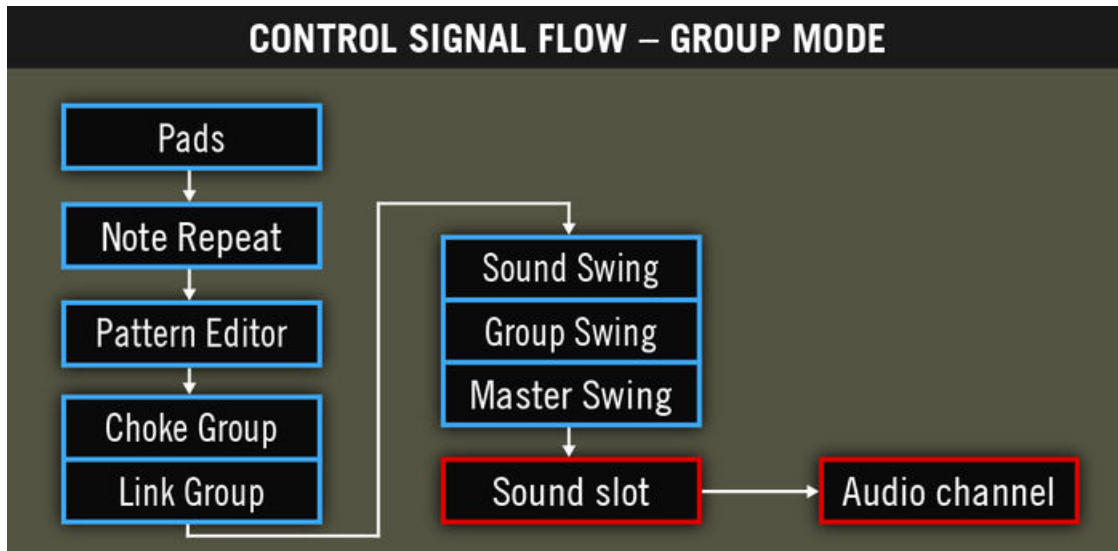 CONTROL SIGNAL FLOW – GROUP MODE
Pads
Note Repeat
Pattern Editor
Choke Group
Link Group
Sound Swing
Group Swing
Master Swing
Sound slot
Audio channel